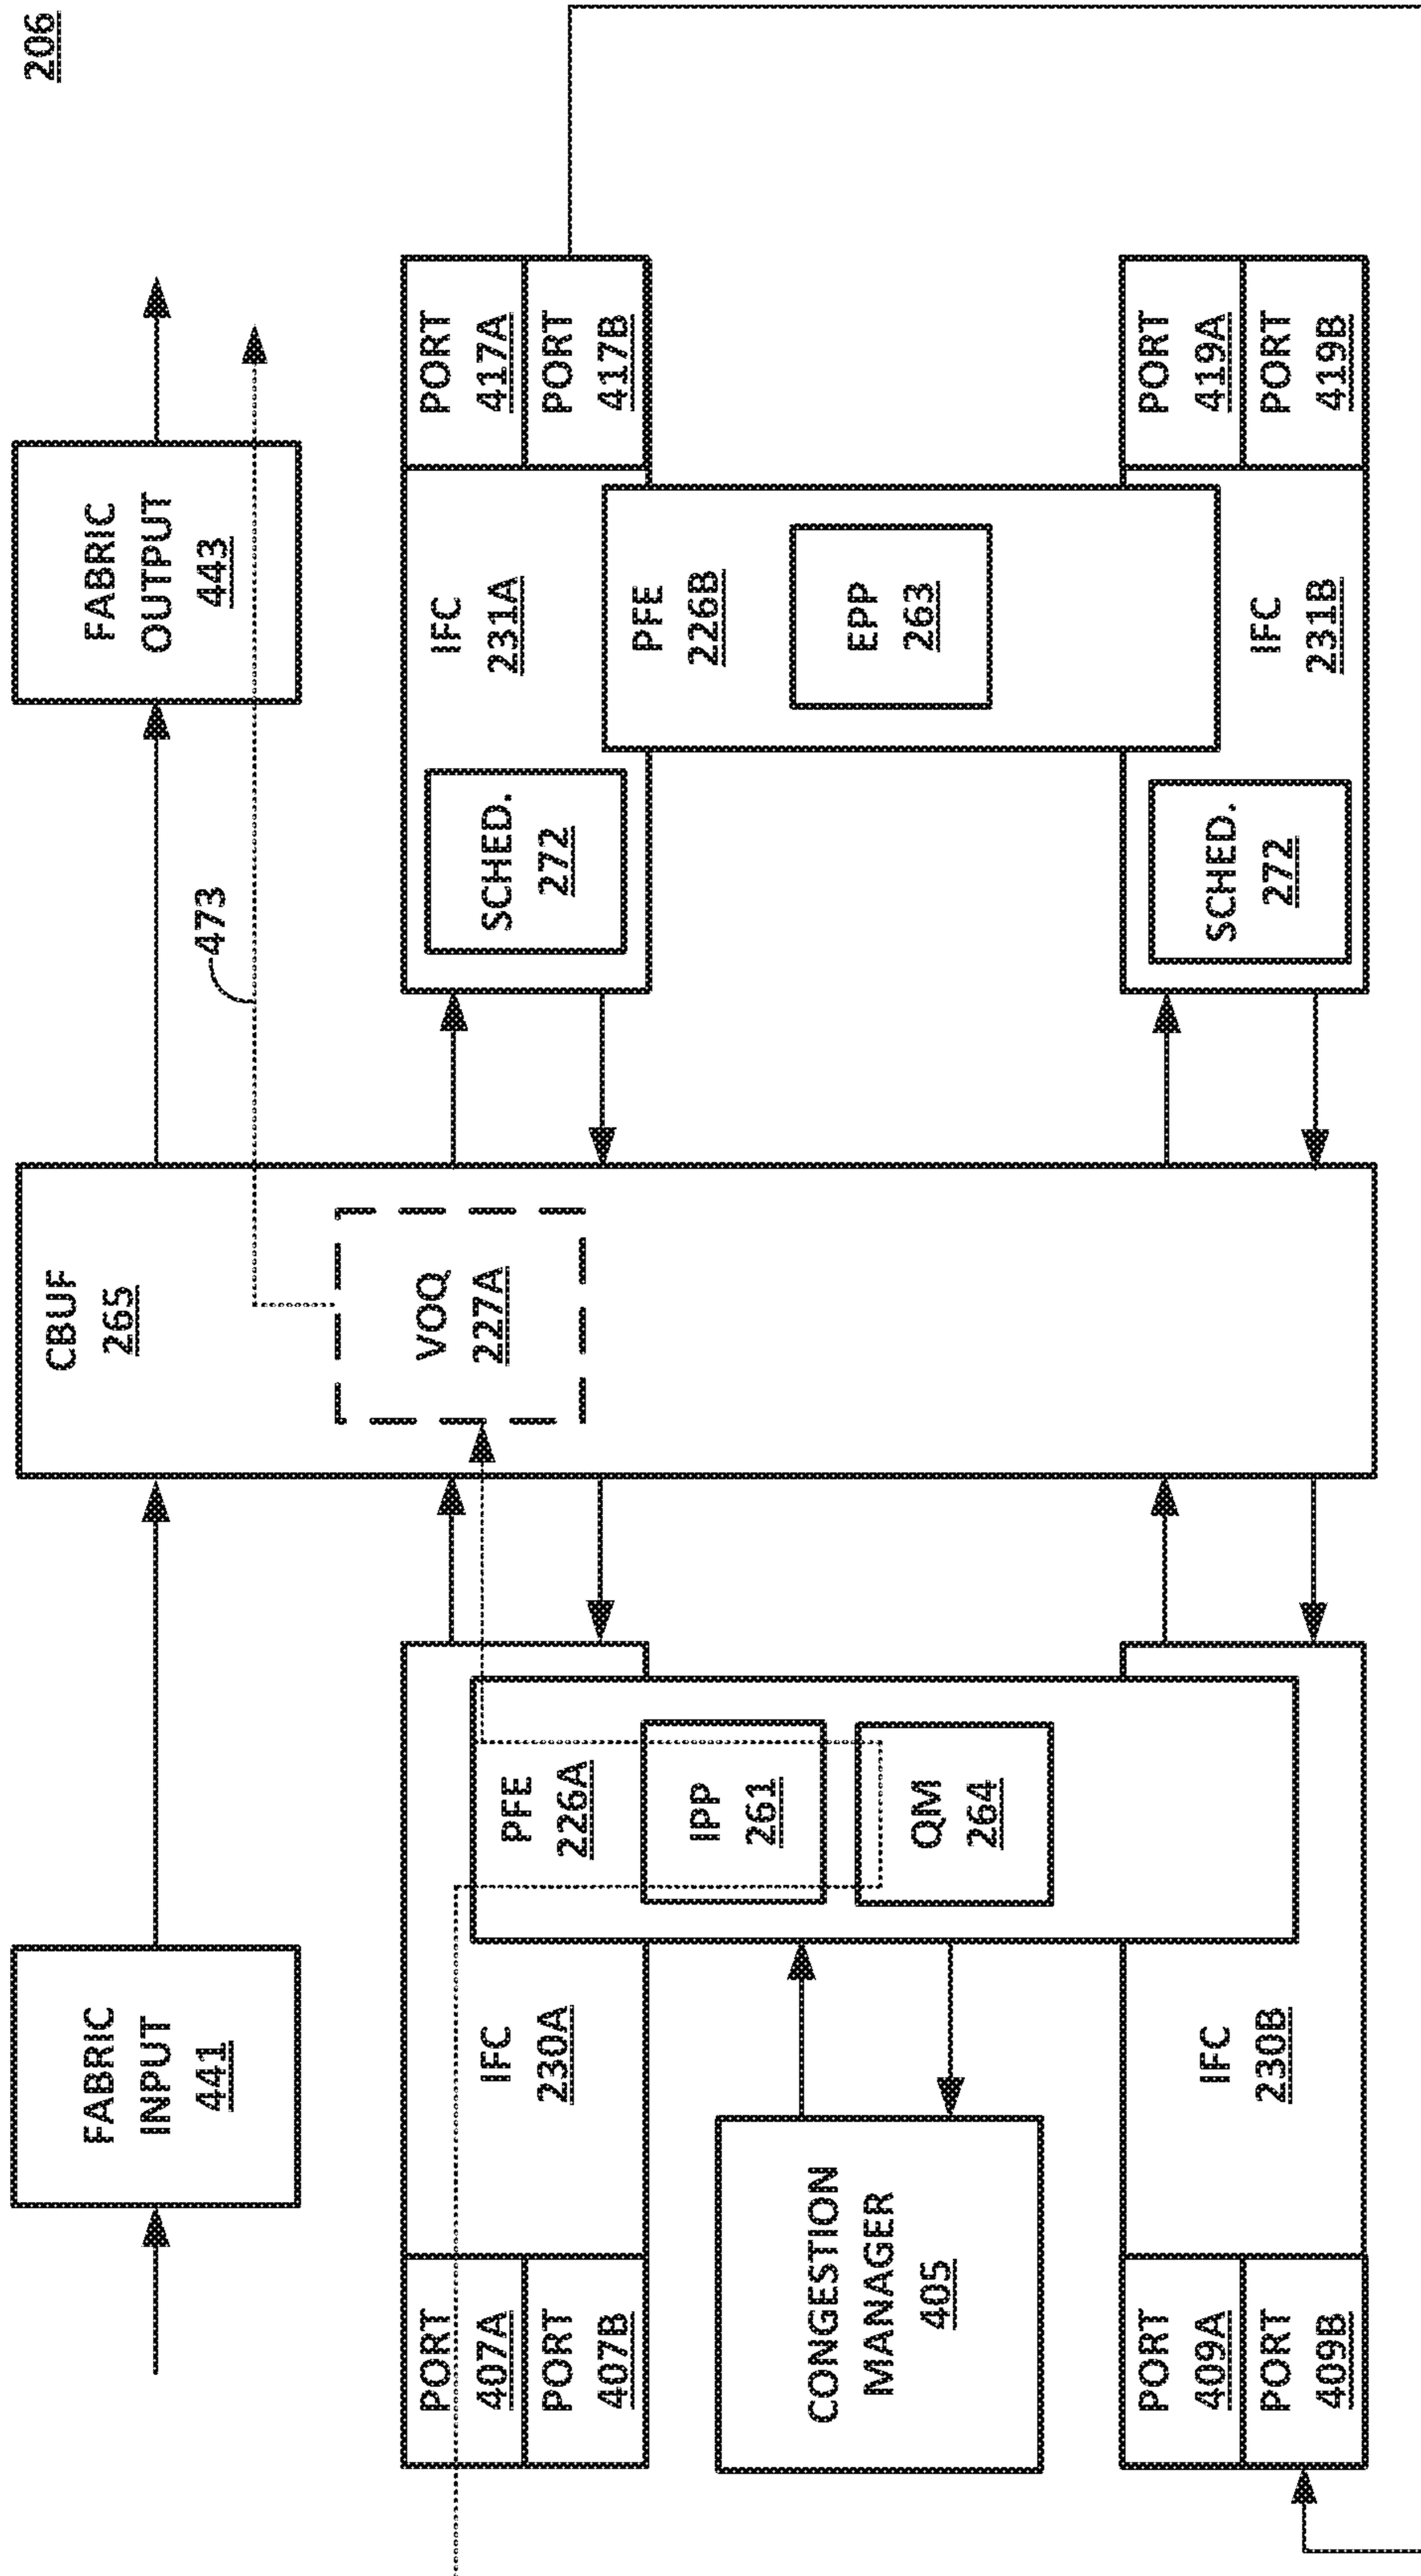 206
FABRIC
INPUT
441
CBUF
265
473
FABRIC
OUTPUT
443
PORT
407A
PORT
407B
IFC
230A
PFE
226A
IPP
261
QM
264
VOQ
227A
SCHED.
272
IFC
231A
PFE
226B
EPP
263
PORT
417A
PORT
417B
CONGESTION
MANAGER
405
PORT
409A
PORT
409B
IFC
230B
SCHED.
272
IFC
231B
PORT
419A
PORT
419B